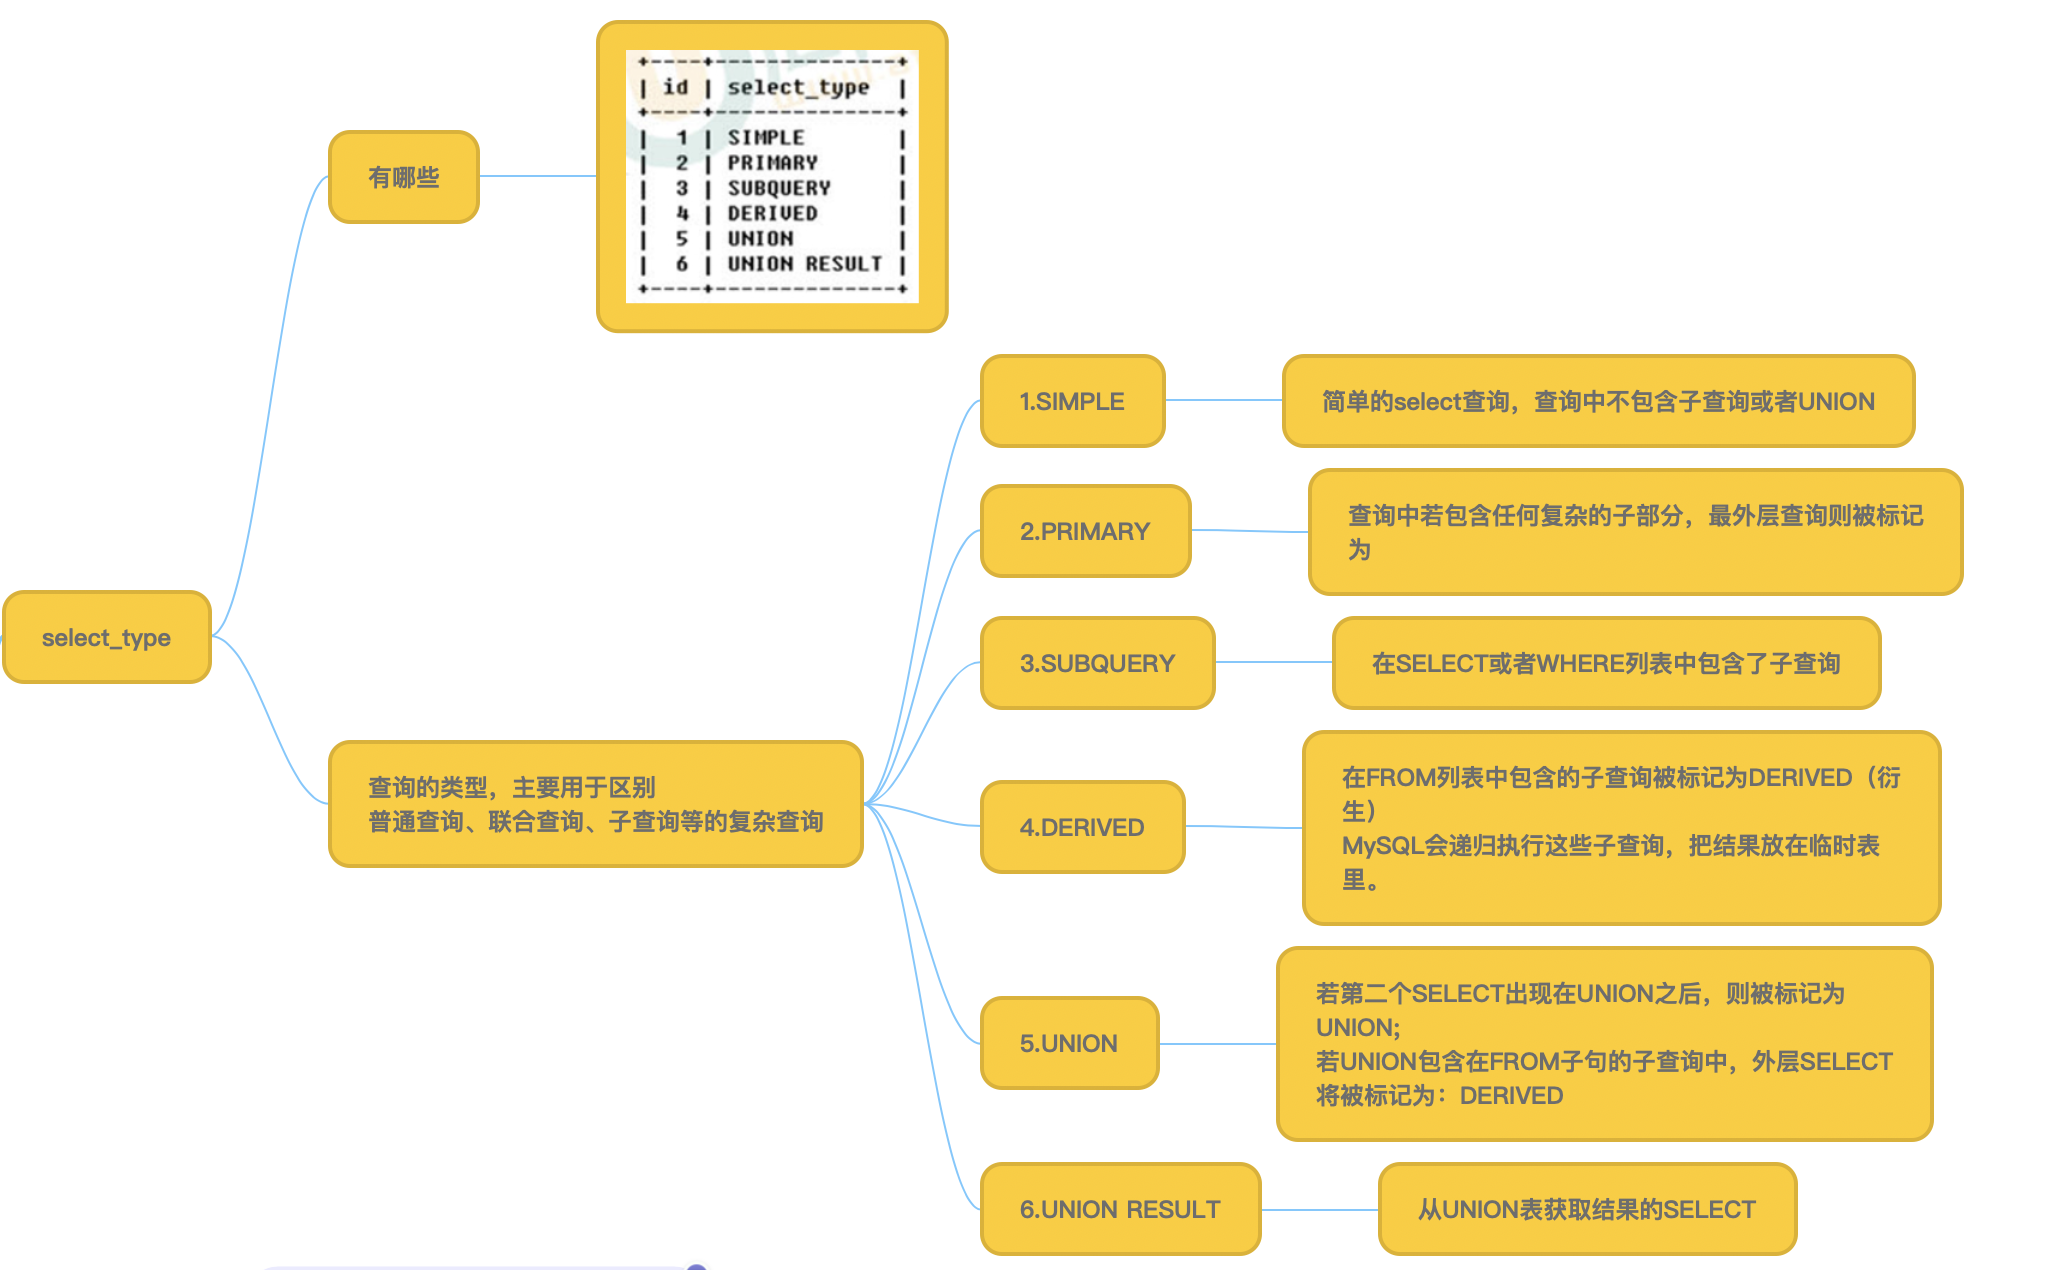 select_type
有哪些
+----+--------------+
| id | select_type |
+----+--------------+
| 1 | SIMPLE |
| 2 | PRIMARY |
| 3 | SUBQUERY |
| 4 | DERIVED |
| 5 | UNION |
| 6 | UNION RESULT |
+----+--------------+
查询的类型，主要用于区别
普通查询、联合查询、子查询等的复杂查询
1.SIMPLE
简单的select查询，查询中不包含子查询或者UNION
2.PRIMARY
查询中若包含任何复杂的子部分，最外层查询则被标记
为
3.SUBQUERY
在SELECT或者WHERE列表中包含了子查询
4.DERIVED
在FROM列表中包含的子查询被标记为DERIVED（衍
生）
MySQL会递归执行这些子查询，把结果放在临时表
里。
5.UNION
若第二个SELECT出现在UNION之后，则被标记为
UNION;
若UNION包含在FROM子句的子查询中，外层SELECT
将被标记为：DERIVED
6.UNION RESULT
从UNION表获取结果的SELECT